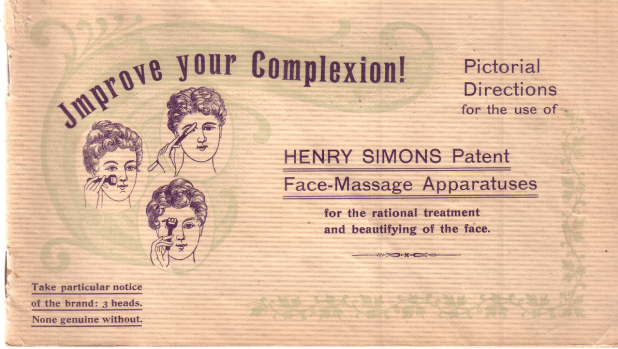 Jmprove your Complexion!
Pictorial
Directions
for the use of
HENRY SIMONS Patent
Face-Massage Apparatuses
for the rational treatment
and beautifying of the face.
Take particular notice
of the brand: 3 heads.
None genuine without.